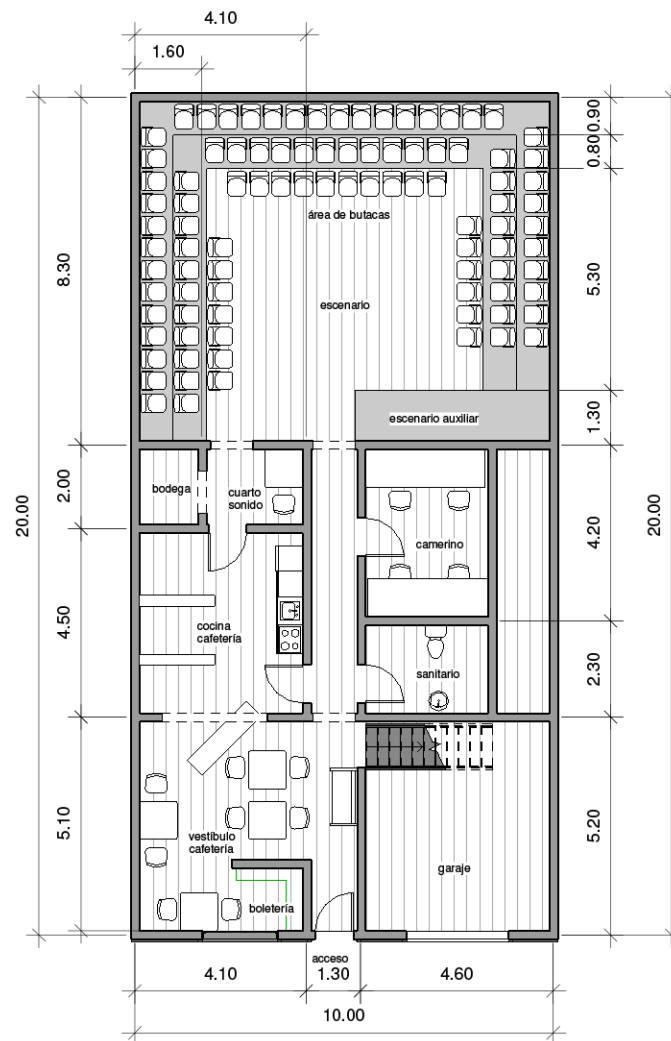 4.10
1.60
0.90
0.80
8.30
5.30
área de butacas
escenario
escenario auxiliar
1.30
20.00
20.00
2.00
bodega
cuarto
sonido
camerino
4.20
4.50
cocina
cafetería
sanitario
2.30
5.10
vestíbulo
cafetería
garaje
5.20
boletería
acceso
4.10
1.30
4.60
10.00